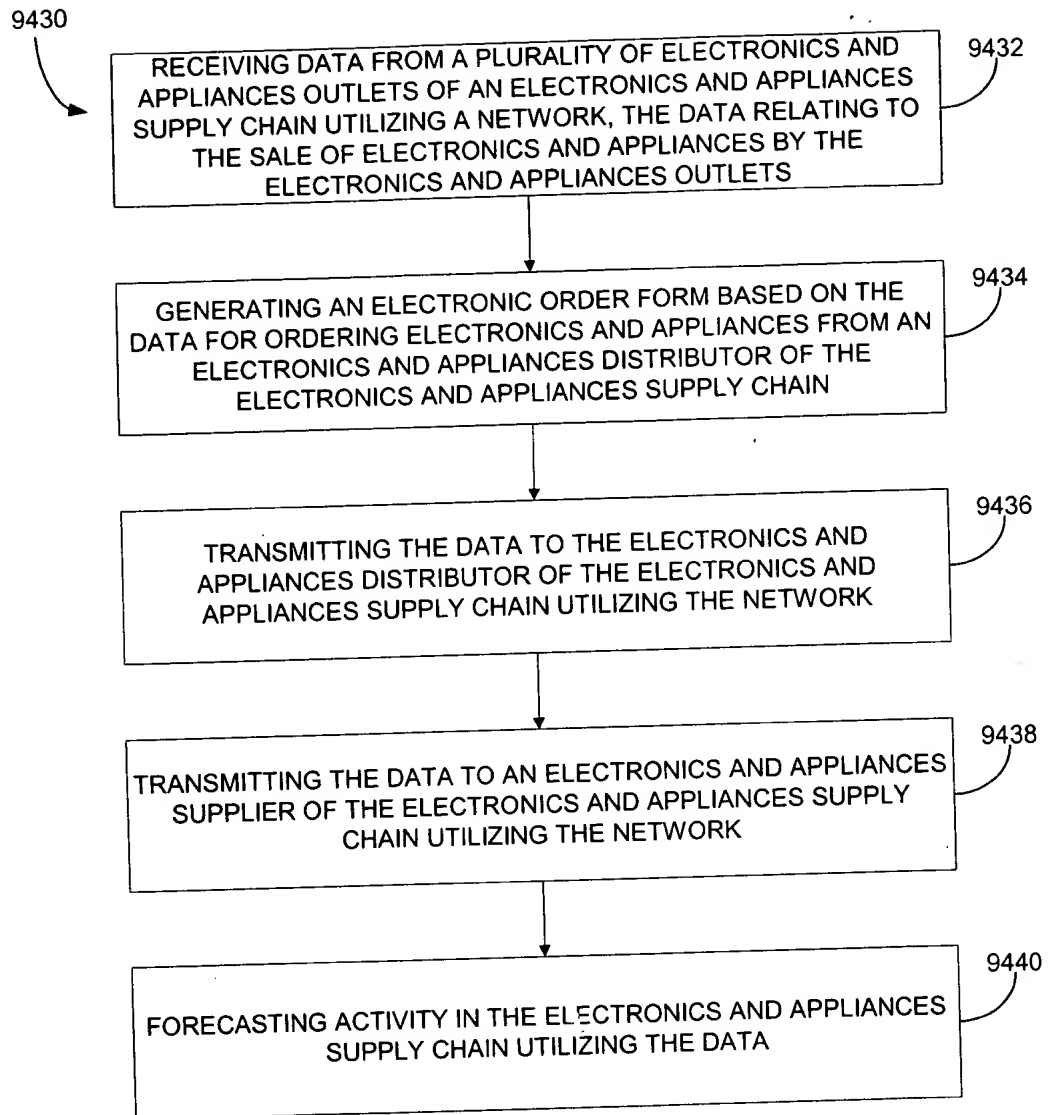 9430
RECEIVING DATA FROM A PLURALITY OF ELECTRONICS AND
APPLIANCES OUTLETS OF AN ELECTRONICS AND APPLIANCES
SUPPLY CHAIN UTILIZING A NETWORK, THE DATA RELATING TO
THE SALE OF ELECTRONICS AND APPLIANCES BY THE
ELECTRONICS AND APPLIANCES OUTLETS
9432
GENERATING AN ELECTRONIC ORDER FORM BASED ON THE
DATA FOR ORDERING ELECTRONICS AND APPLIANCES FROM AN
ELECTRONICS AND APPLIANCES DISTRIBUTOR OF THE
ELECTRONICS AND APPLIANCES SUPPLY CHAIN
9434
TRANSMITTING THE DATA TO THE ELECTRONICS AND
APPLIANCES DISTRIBUTOR OF THE ELECTRONICS AND
APPLIANCES SUPPLY CHAIN UTILIZING THE NETWORK
9436
TRANSMITTING THE DATA TO AN ELECTRONICS AND APPLIANCES
SUPPLIER OF THE ELECTRONICS AND APPLIANCES SUPPLY
CHAIN UTILIZING THE NETWORK
9438
FORECASTING ACTIVITY IN THE ELECTRONICS AND APPLIANCES
SUPPLY CHAIN UTILIZING THE DATA
9440